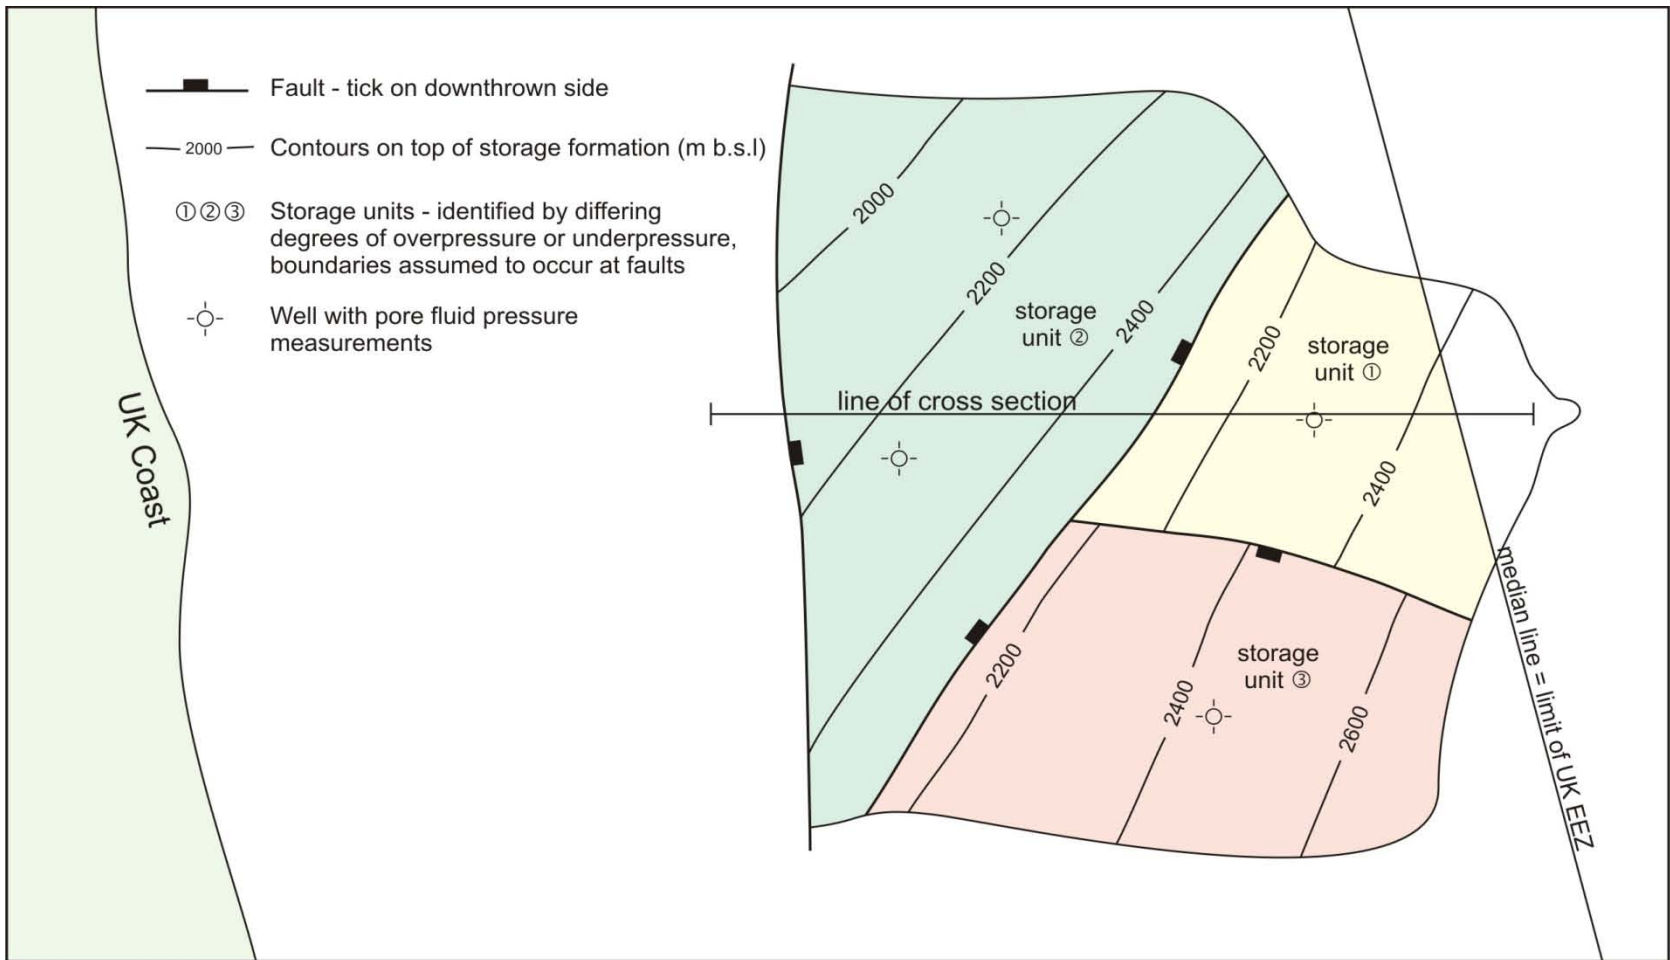 Fault - tick on downthrown side
2000
Contours on top of storage formation (m b.s.l)
①②③
Storage units - identified by differing
degrees of overpressure or underpressure,
boundaries assumed to occur at faults
Well with pore fluid pressure
measurements
UK Coast
2000
2200
2400
storage
unit ②
2200
storage
unit ①
line of cross section
2400
2200
2400
storage
unit ③
2600
median line = limit of UK EEZ